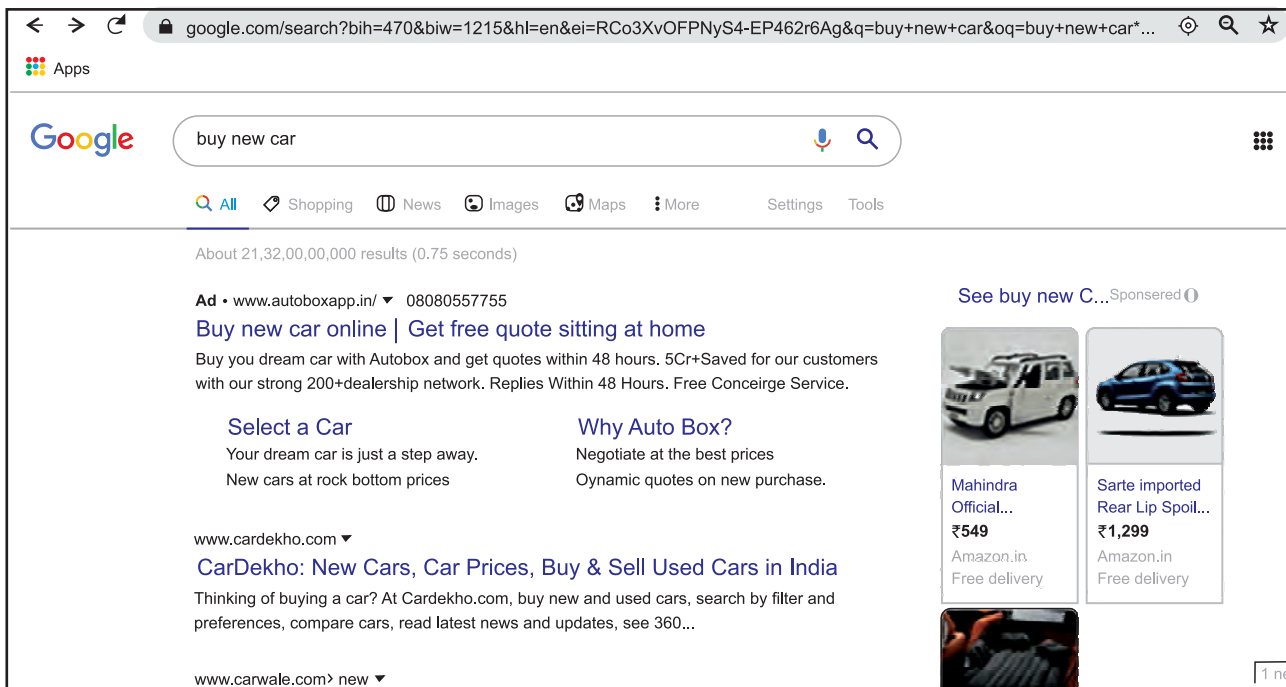 google.com/search?bih=470&biw=1215&hl=en&ei=RCo3XvOFPNyS4-EP462r6Ag&q=buy+new+car&oq=buy+new+car*...
Apps
Google
buy new car
All Shopping News Images Maps More Settings Tools
About 21,32,00,00,000 results (0.75 seconds)
Ad • www.autoboxapp.in/ 08080557755
Buy new car online | Get free quote sitting at home
Buy you dream car with Autobox and get quotes within 48 hours. 5Cr+Saved for our customers
with our strong 200+dealership network. Replies Within 48 Hours. Free Conceirge Service.
Select a Car
Your dream car is just a step away.
New cars at rock bottom prices
Why Auto Box?
Negotiate at the best prices
Oynamic quotes on new purchase.
www.cardekho.com
CarDekho: New Cars, Car Prices, Buy & Sell Used Cars in India
Thinking of buying a car? At Cardekho.com, buy new and used cars, search by filter and
preferences, compare cars, read latest news and updates, see 360...
www.carwale.com› new
See buy new C... Sponsered
Mahindra
Official...
₹549
Amazon.in
Free delivery
Sarte imported
Rear Lip Spoil...
₹1,299
Amazon.in
Free delivery
1